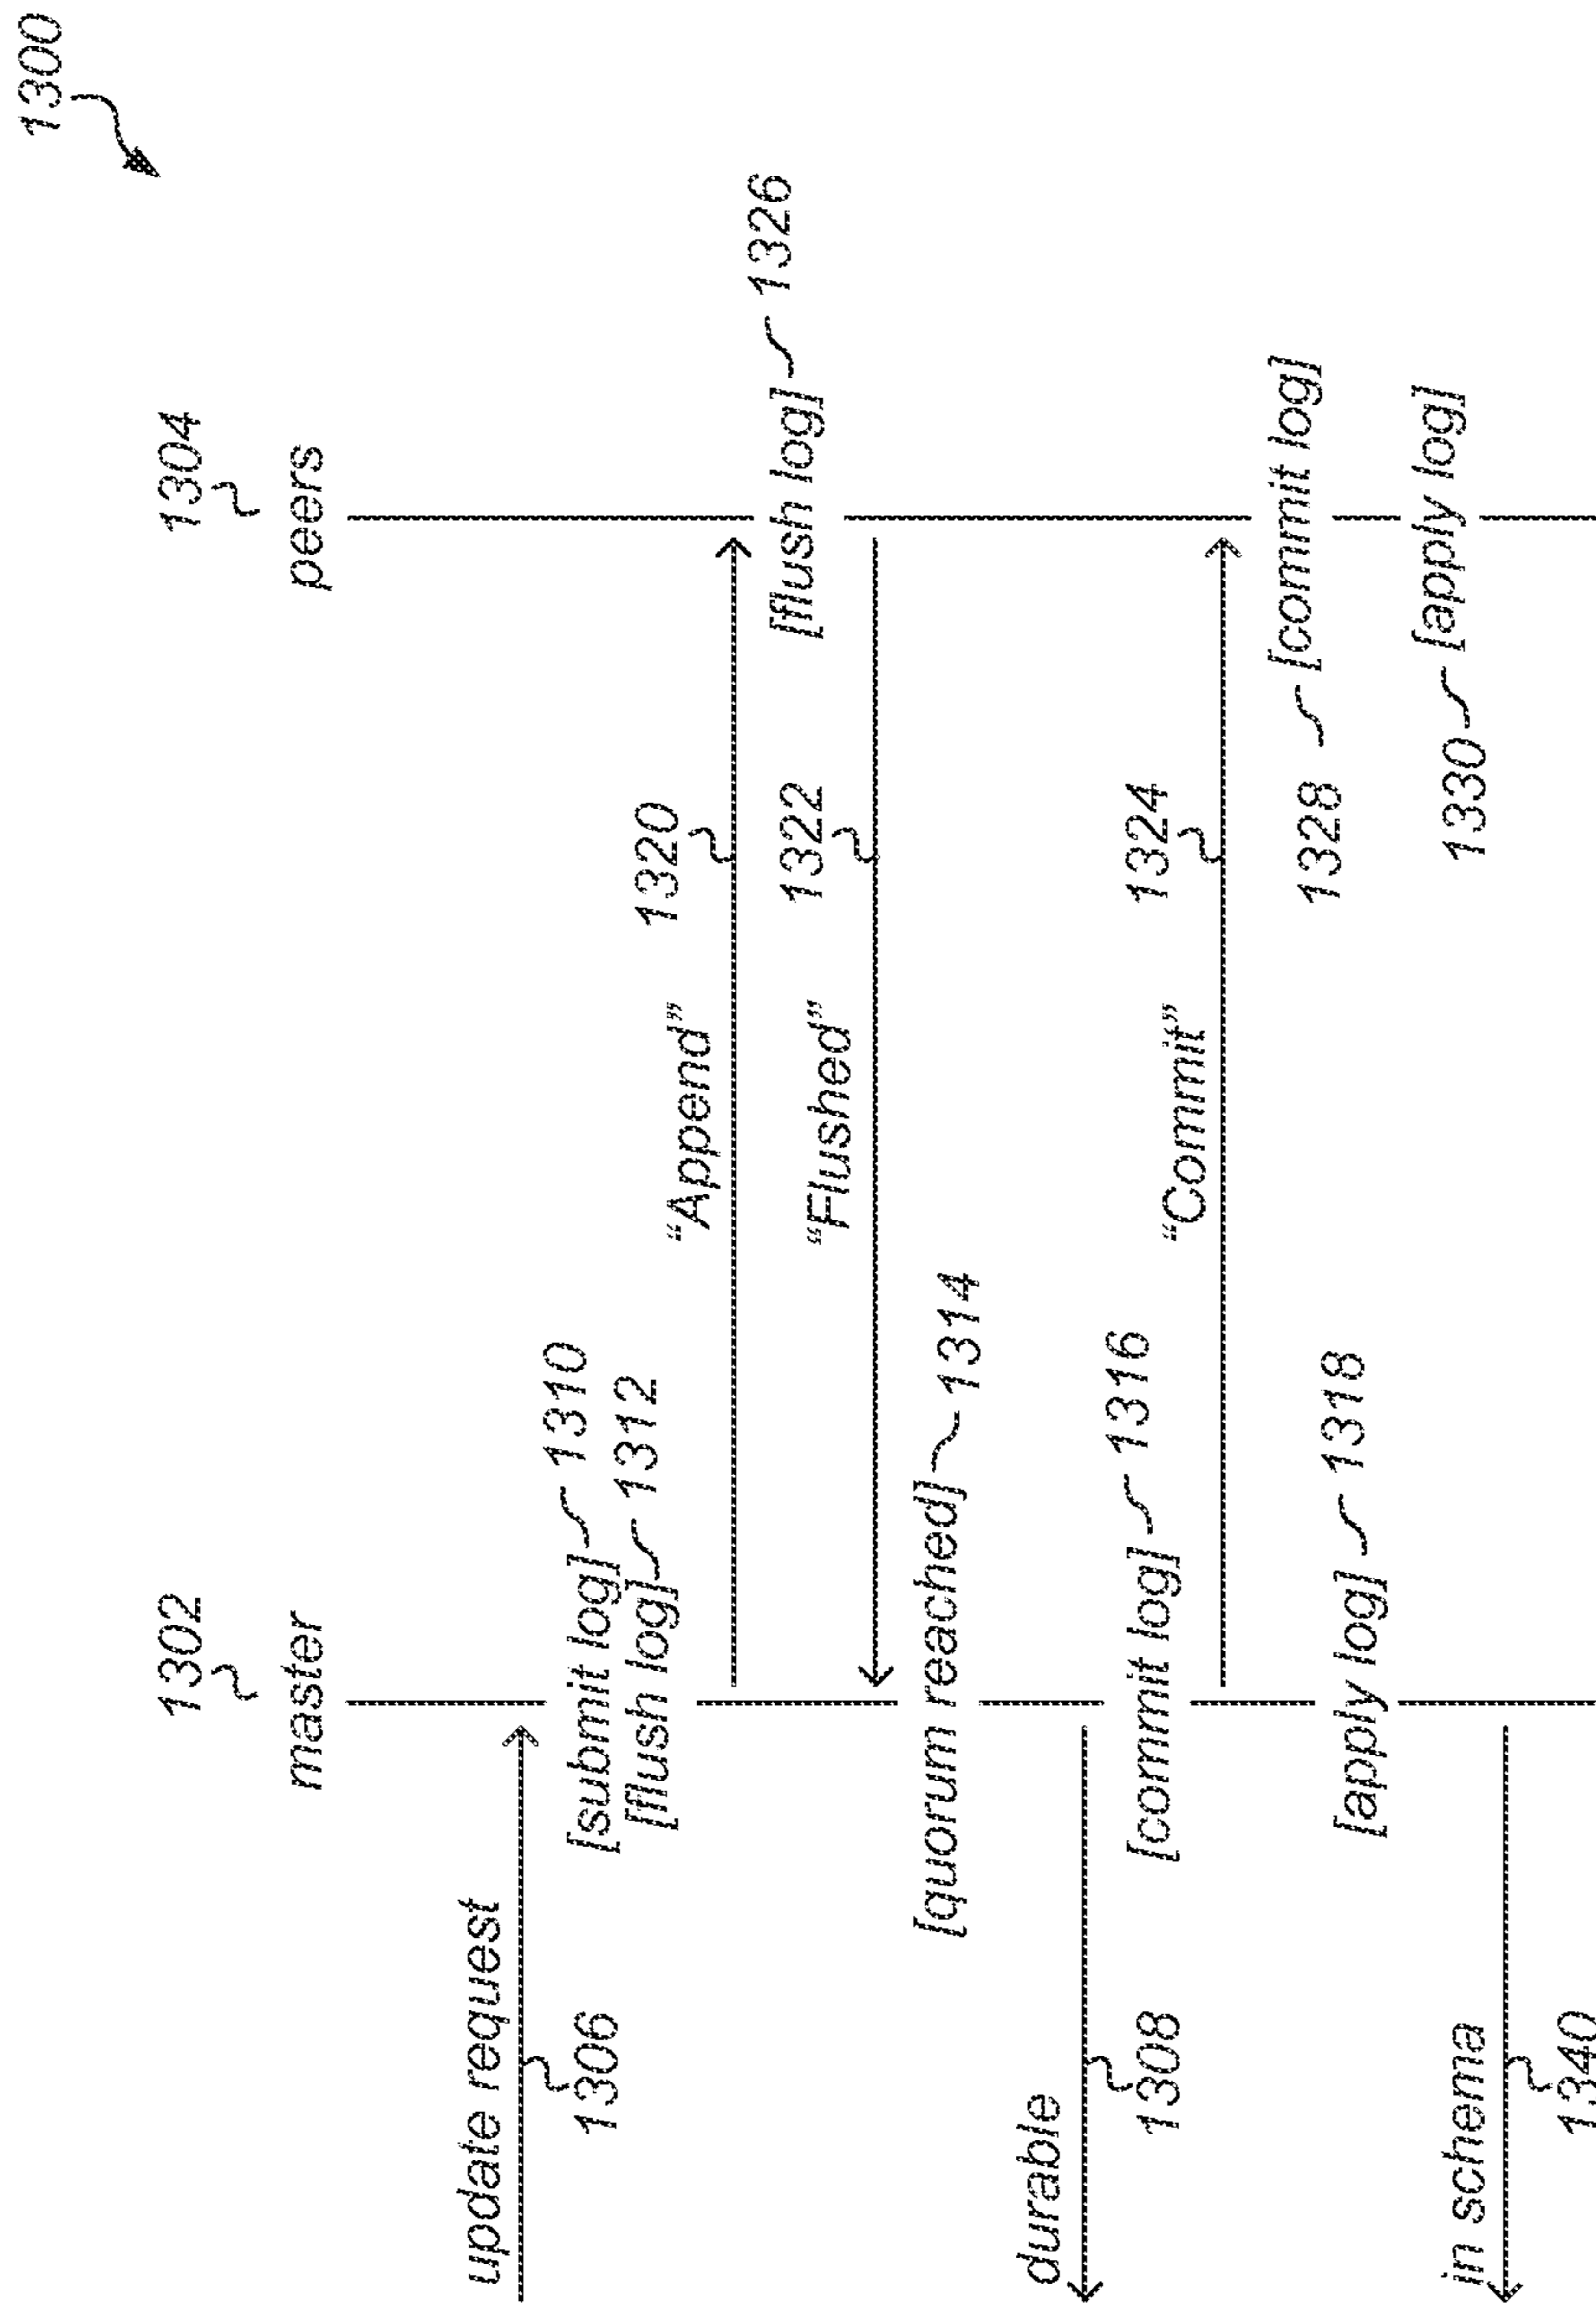 1300
1302
master
1304
peers
update request
1306
[submit log] 1310
[flush log] 1312
"Append" 1320
[flush log] 1326
"Flushed" 1322
[quorum reached] 1314
durable
1308
[commit log] 1316
"Commit" 1324
1328 [commit log]
[apply log] 1318
1330 [apply log]
in schema
1340